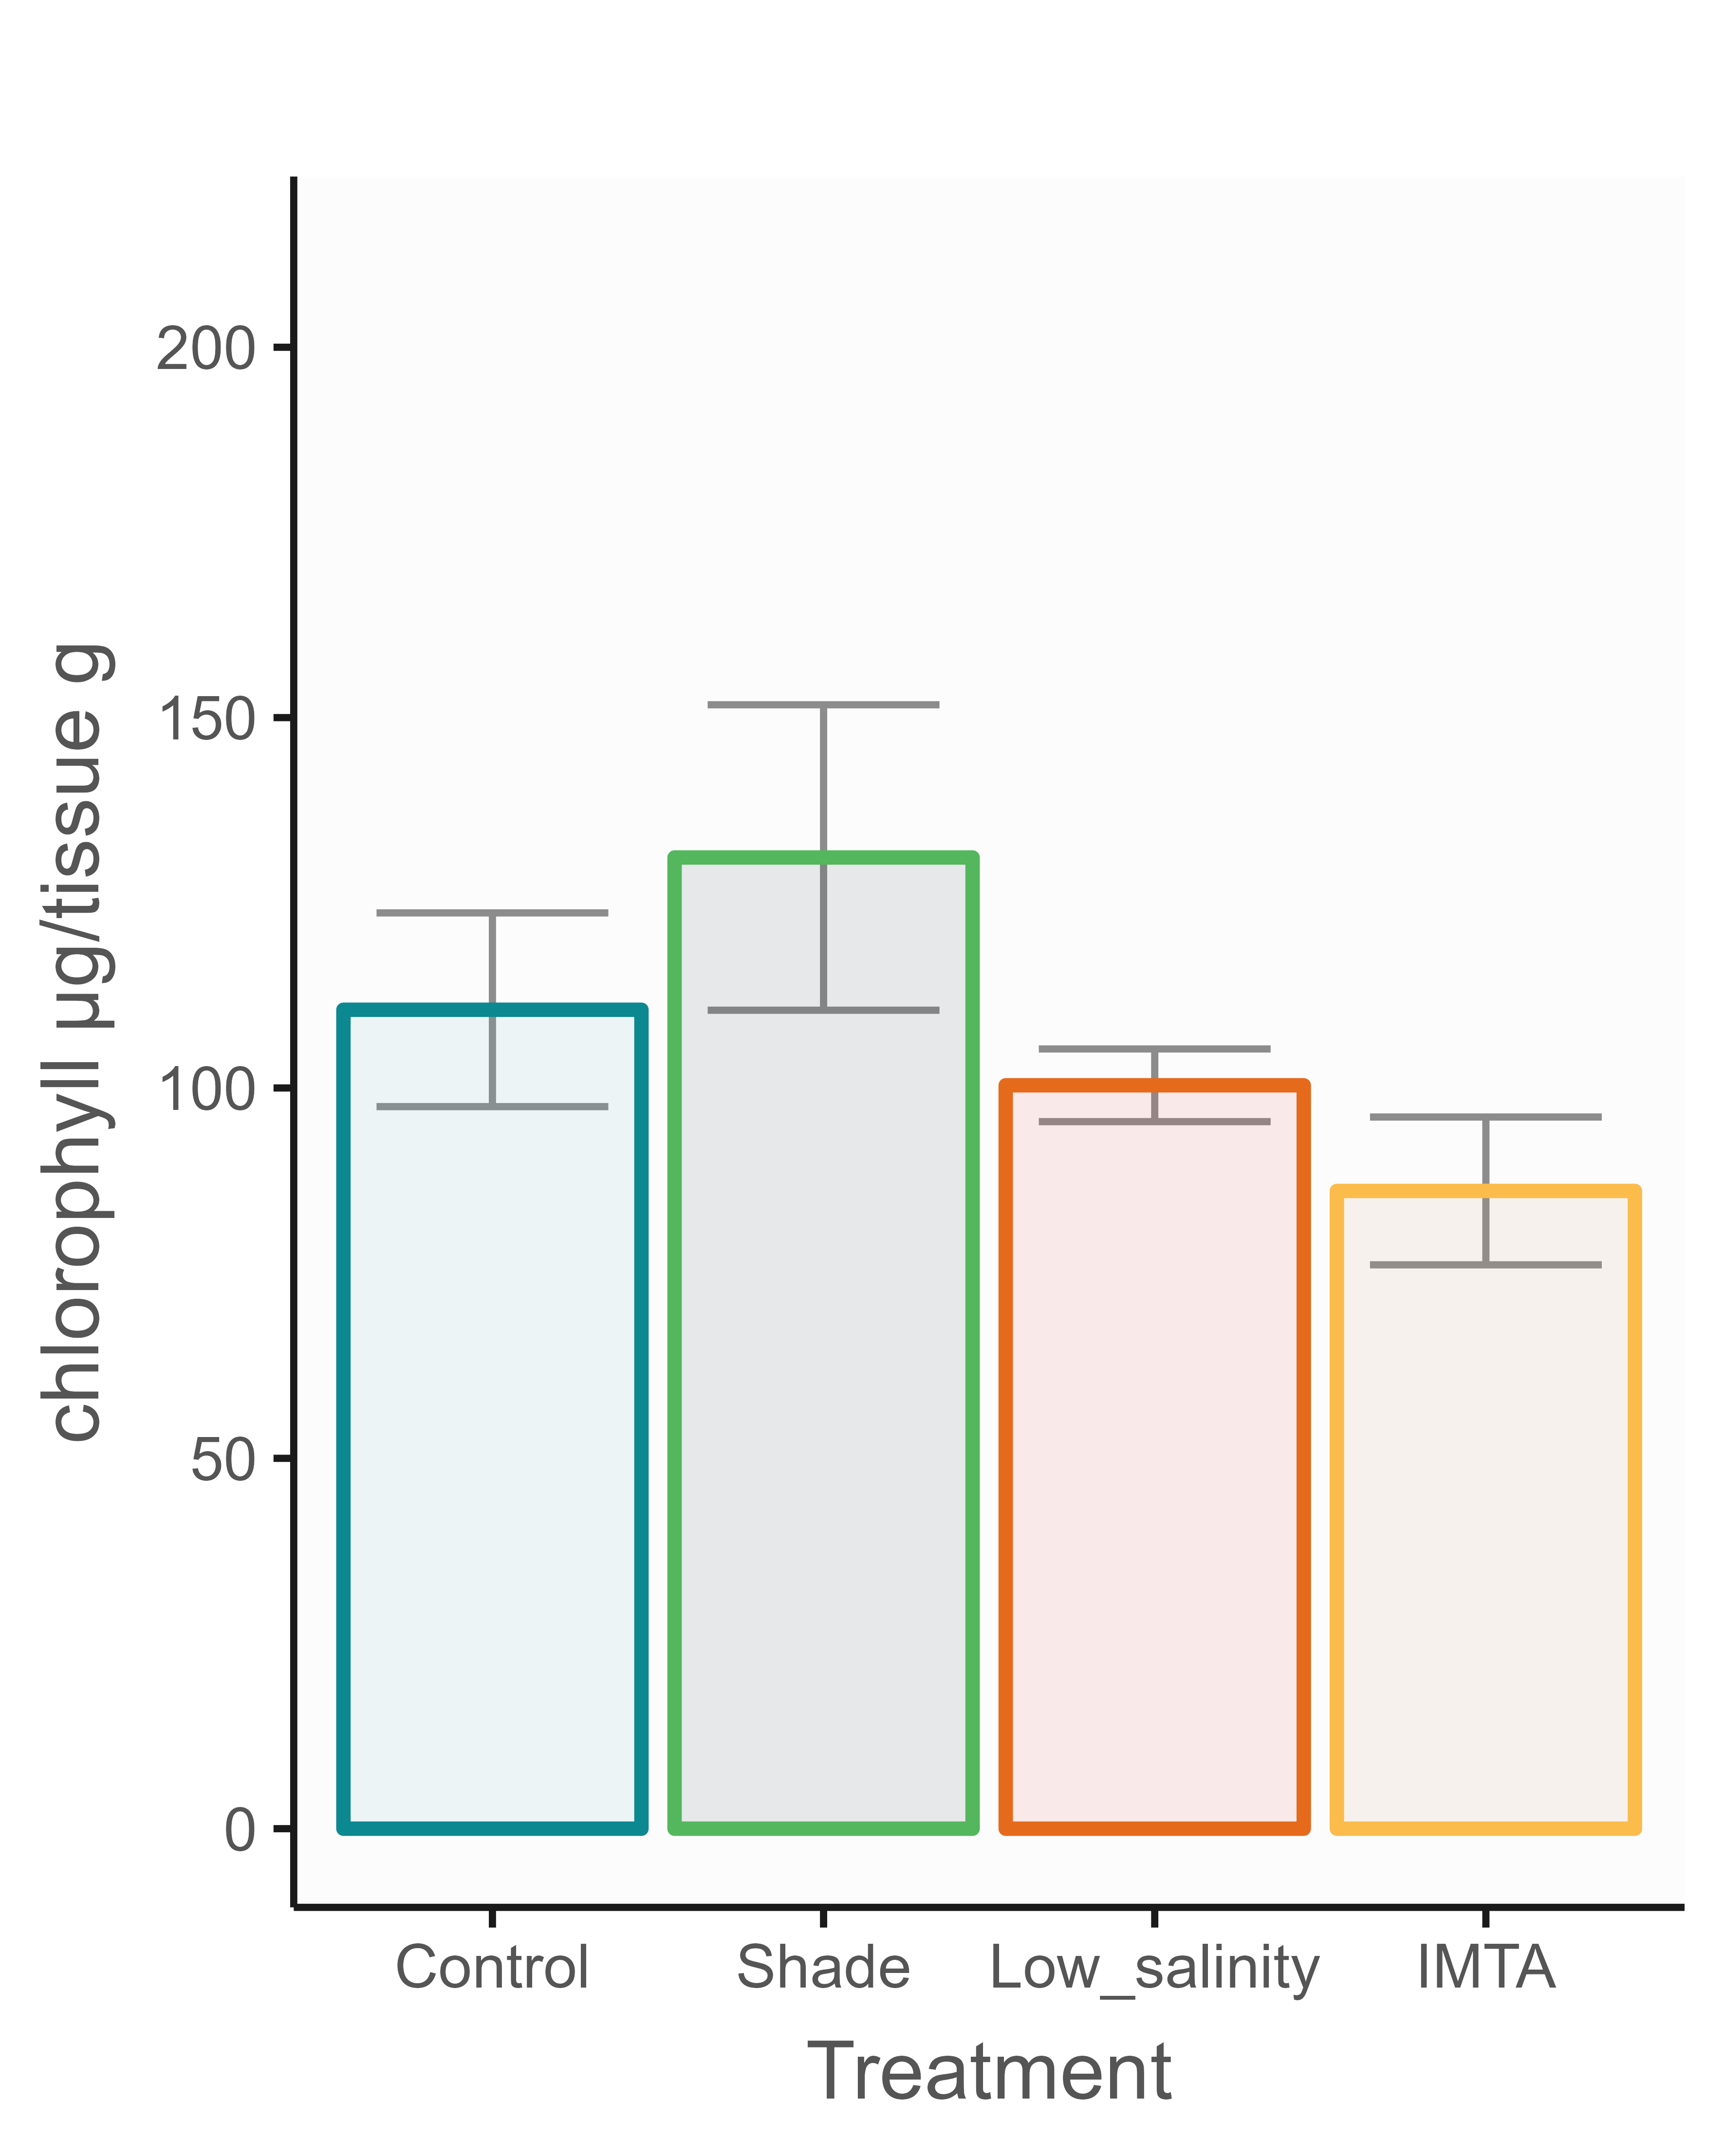 chlorophyll µg/tissue g
200
150
100
50
0
Control Shade Low_salinity IMTA
Treatment